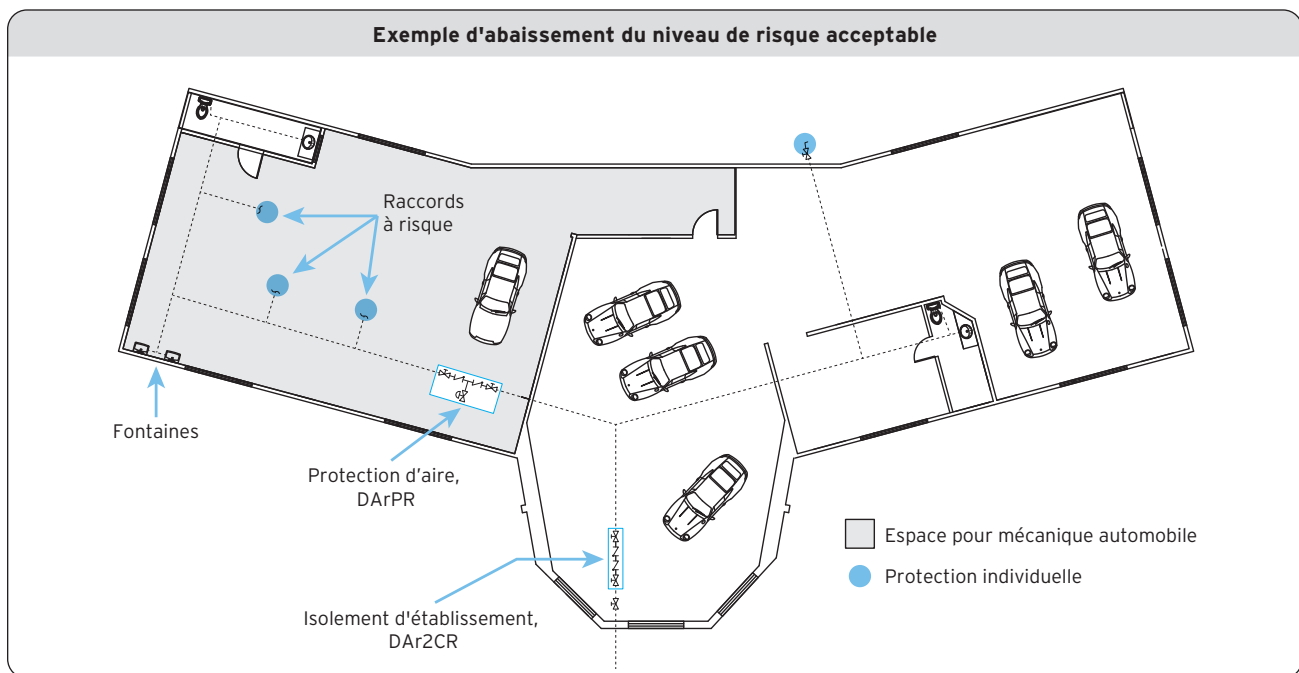 Exemple d'abaissement du niveau de risque acceptable
Raccords
à risque
Fontaines
Protection d'aire,
DArPR
Isolement d'établissement,
DAr2CR
Espace pour mécanique automobile
Protection individuelle